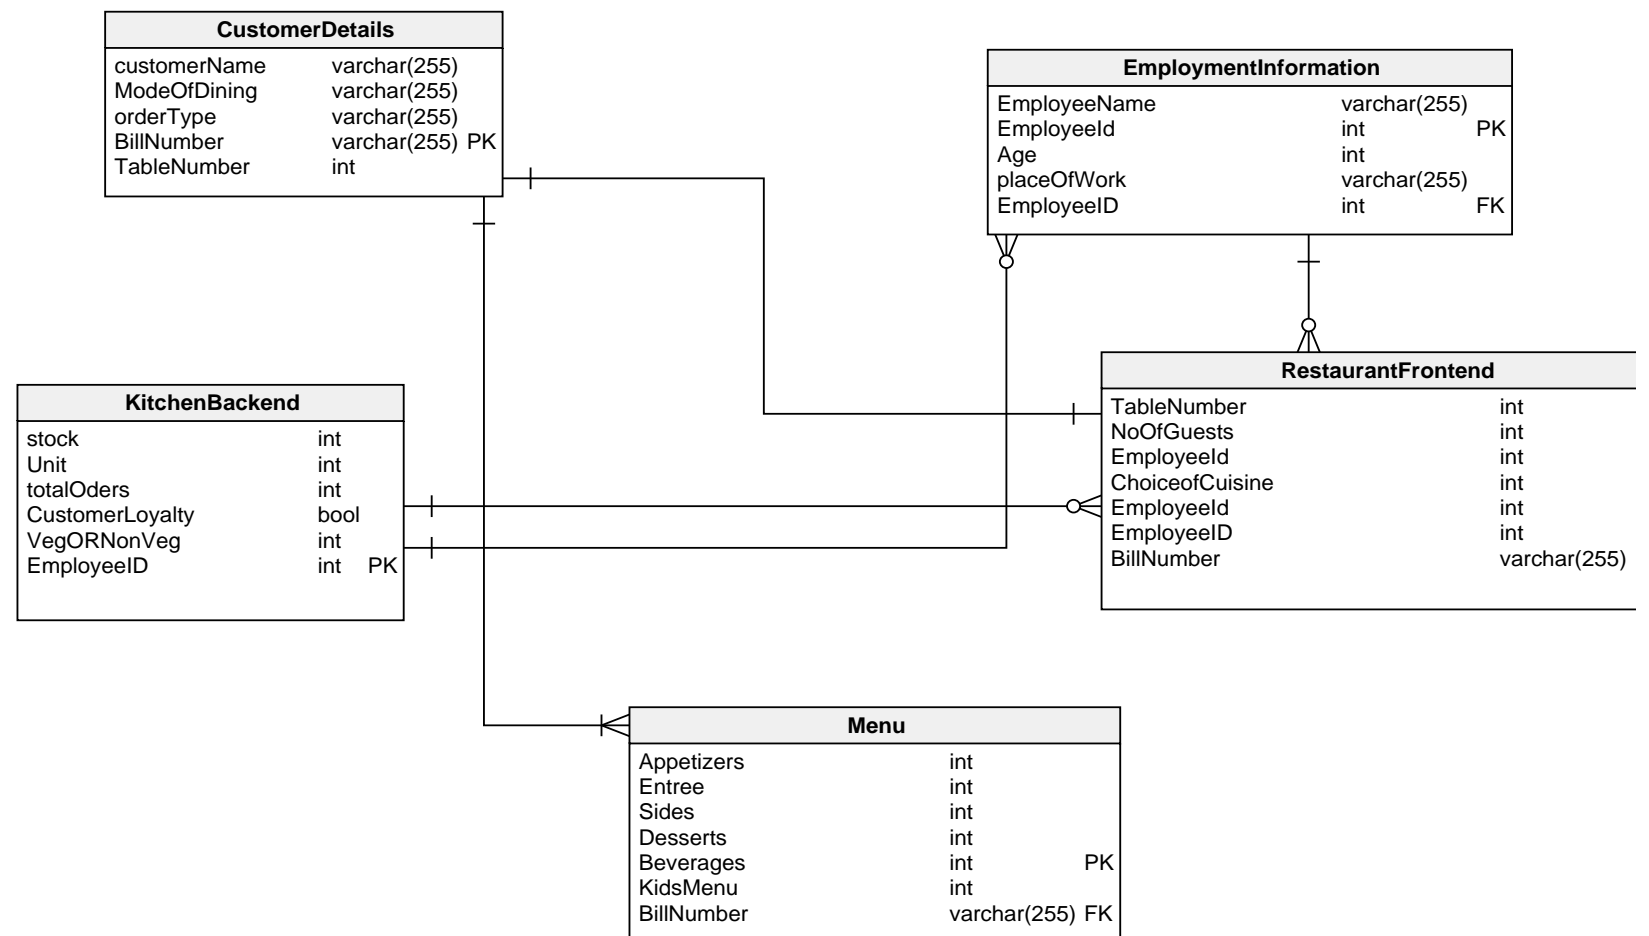 CustomerDetails
customerName varchar(255)
ModeOfDining varchar(255)
orderType varchar(255)
BillNumber varchar(255) PK
TableNumber int
EmploymentInformation
EmployeeName varchar(255)
EmployeeId int PK
Age int
placeOfWork varchar(255)
EmployeeID int FK
KitchenBackend
stock int
Unit int
totalOders int
CustomerLoyalty bool
VegORNonVeg int
EmployeeID int PK
RestaurantFrontend
TableNumber int
NoOfGuests int
EmployeeId int
ChoiceofCuisine int
EmployeeId int
EmployeeID int
BillNumber varchar(255)
Menu
Appetizers int
Entree int
Sides int
Desserts int
Beverages int PK
KidsMenu int
BillNumber varchar(255) FK